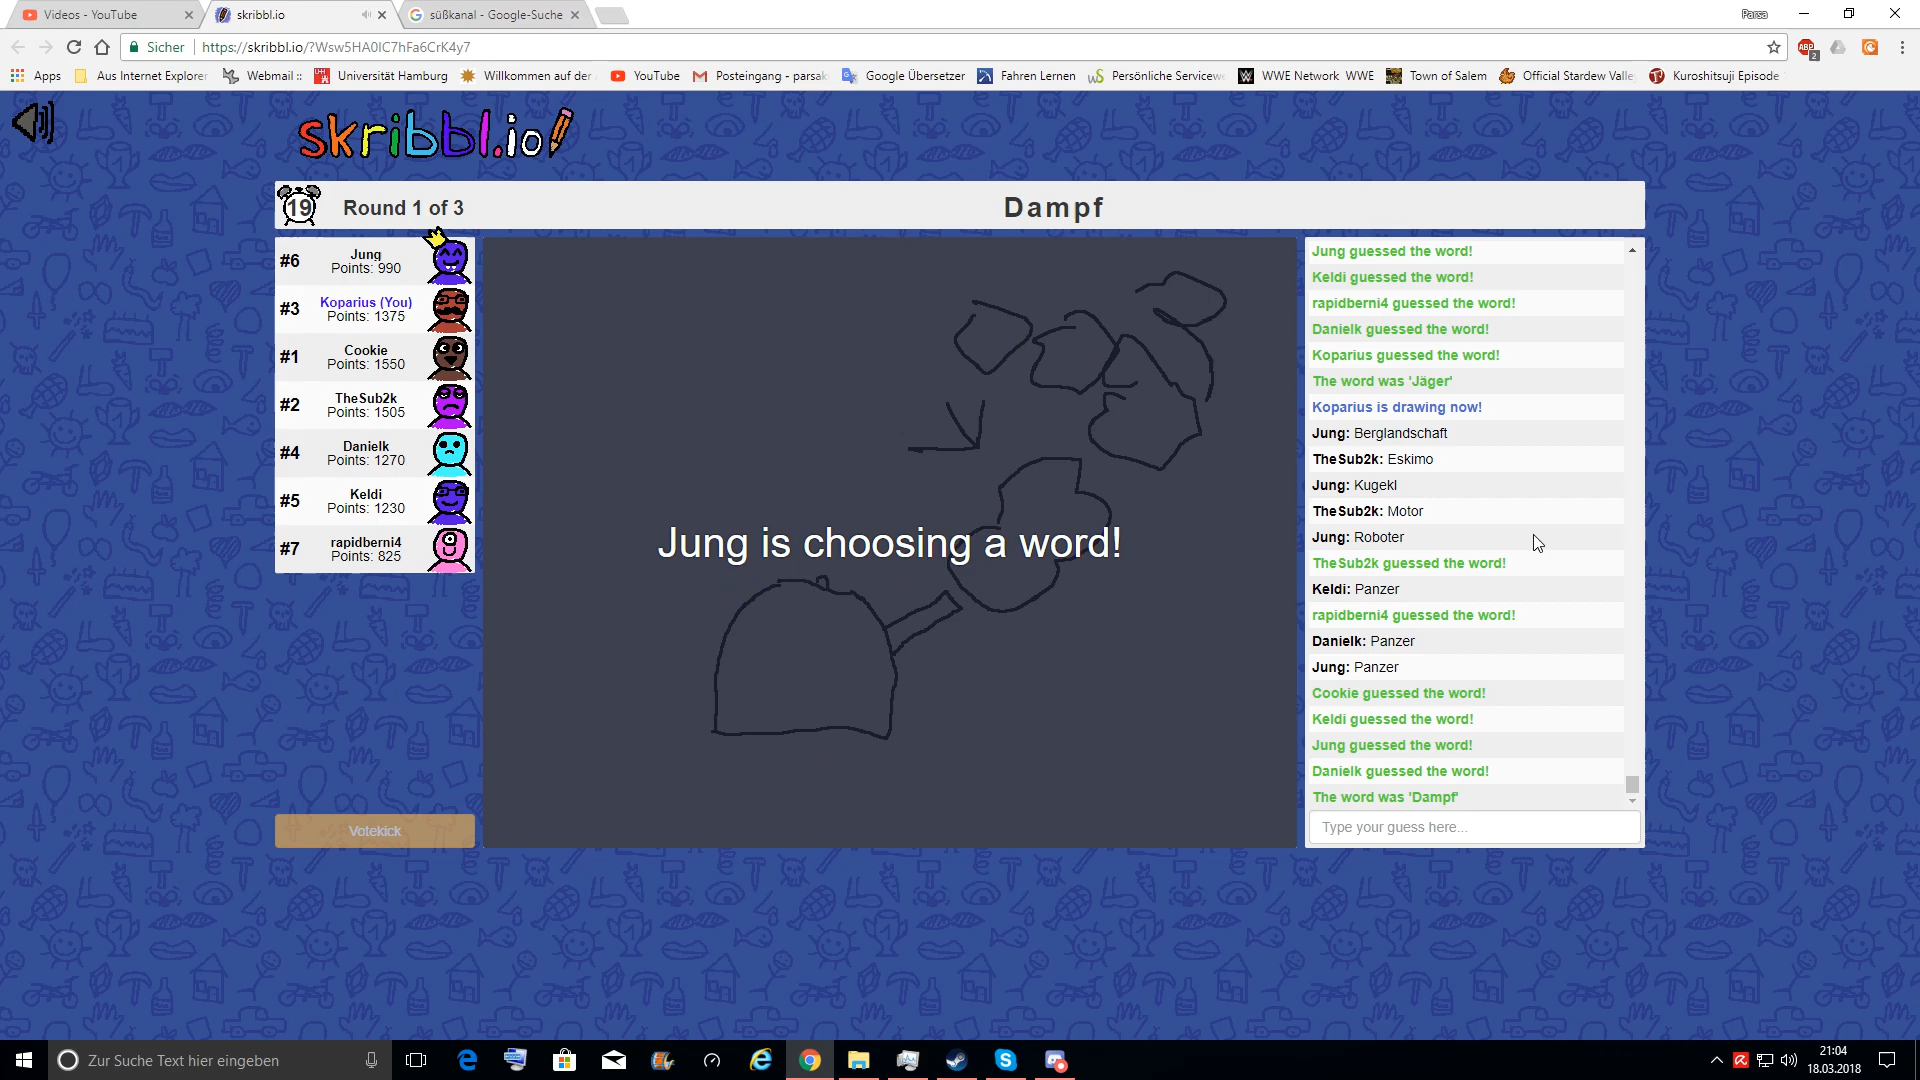 Videos - YouTube
skribbl.io
süßkanal - Google-Suche
Parsa
Sicher
https://skribbl.io/?Wsw5HA0IC7hFa6CrK4y7
ABP
2
Apps
Aus Internet Explorer
Webmail ::
Universität Hamburg
Willkommen auf der
YouTube
Posteingang - parsak
Google Übersetzer
Fahren Lernen
Persönliche Servicewe
WWE Network WWE
Town of Salem
Official Stardew Valle
Kuroshitsuji Episode
skribbl.io
19
Round 1 of 3
Dampf
#6
Jung
Points: 990
#3
Koparius (You)
Points: 1375
#1
Cookie
Points: 1550
#2
TheSub2k
Points: 1505
#4
Danielk
Points: 1270
#5
Keldi
Points: 1230
#7
rapidberni4
Points: 825
Votekick
Jung is choosing a word!
Jung guessed the word!
Keldi guessed the word!
rapidberni4 guessed the word!
Danielk guessed the word!
Koparius guessed the word!
The word was 'Jäger'
Koparius is drawing now!
Jung: Berglandschaft
TheSub2k: Eskimo
Jung: Kugekl
TheSub2k: Motor
Jung: Roboter
TheSub2k guessed the word!
Keldi: Panzer
rapidberni4 guessed the word!
Danielk: Panzer
Jung: Panzer
Cookie guessed the word!
Keldi guessed the word!
Jung guessed the word!
Danielk guessed the word!
The word was 'Dampf'
Type your guess here...
Zur Suche Text hier eingeben
21:04
18.03.2018